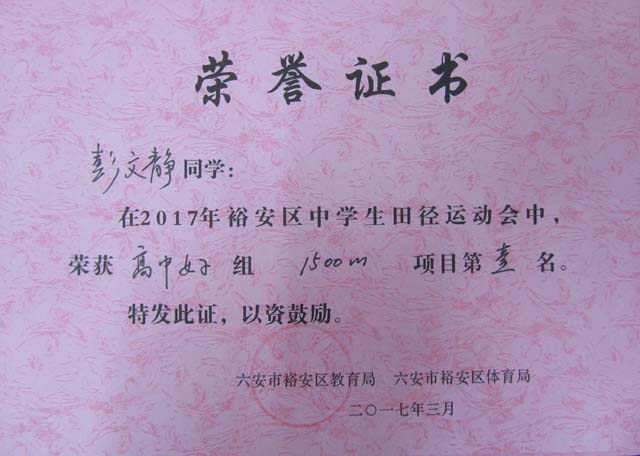 荣誉证书
彭文静同学：
在2017年裕安区中学生田径运动会中，
荣获 高中女子 组 1500m 项目第 壹 名。
特发此证，以资鼓励。
六安市裕安区教育局 六安市裕安区体育局
二〇一七年三月